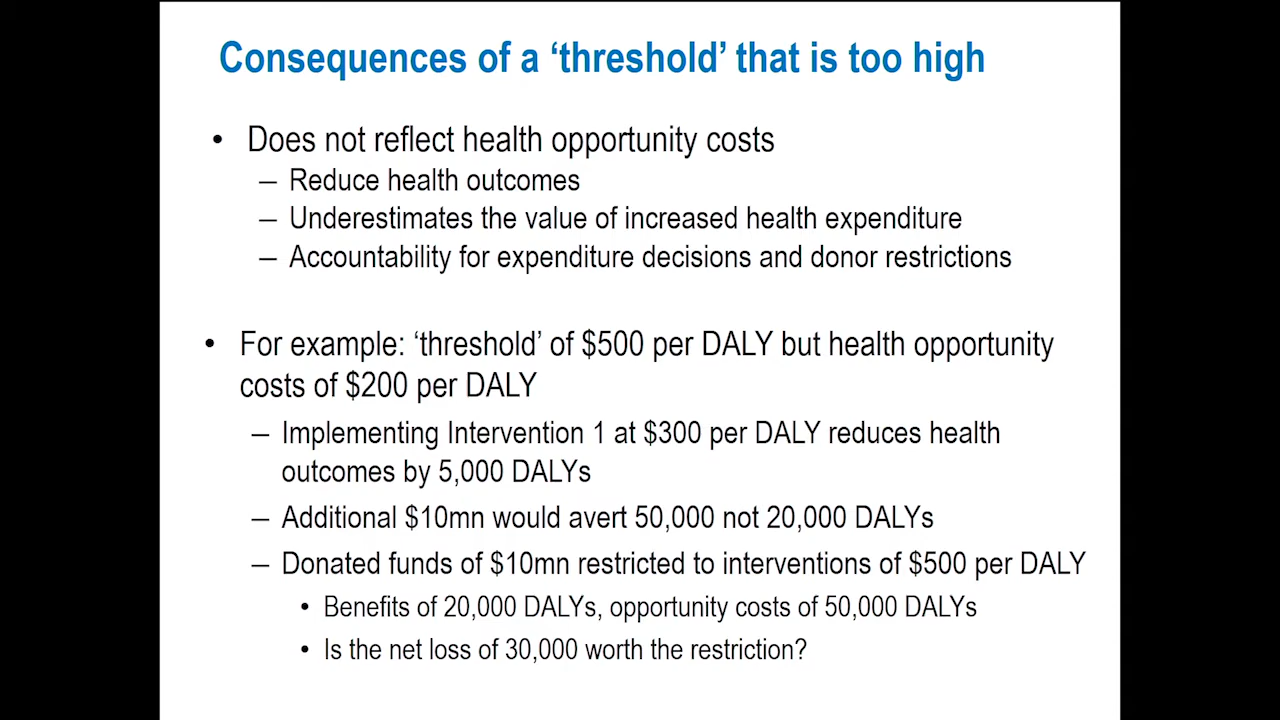 Consequences of a ‘threshold’ that is too high
• Does not reflect health opportunity costs
– Reduce health outcomes
– Underestimates the value of increased health expenditure
– Accountability for expenditure decisions and donor restrictions
• For example: ‘threshold’ of $500 per DALY but health opportunity
costs of $200 per DALY
– Implementing Intervention 1 at $300 per DALY reduces health
outcomes by 5,000 DALYs
– Additional $10mn would avert 50,000 not 20,000 DALYs
– Donated funds of $10mn restricted to interventions of $500 per DALY
• Benefits of 20,000 DALYs, opportunity costs of 50,000 DALYs
• Is the net loss of 30,000 worth the restriction?